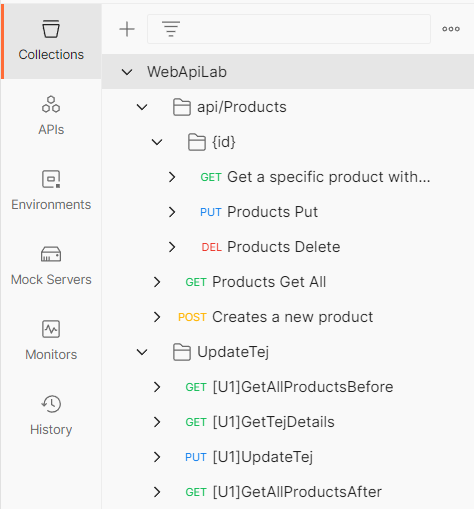 Collections
APIs
Environments
Mock Servers
Monitors
History
WebApiLab
api/Products
{id}
GET Get a specific product with...
PUT Products Put
DEL Products Delete
GET Products Get All
POST Creates a new product
UpdateTej
GET [U1]GetAllProductsBefore
GET [U1]GetTejDetails
PUT [U1]UpdateTej
GET [U1]GetAllProductsAfter